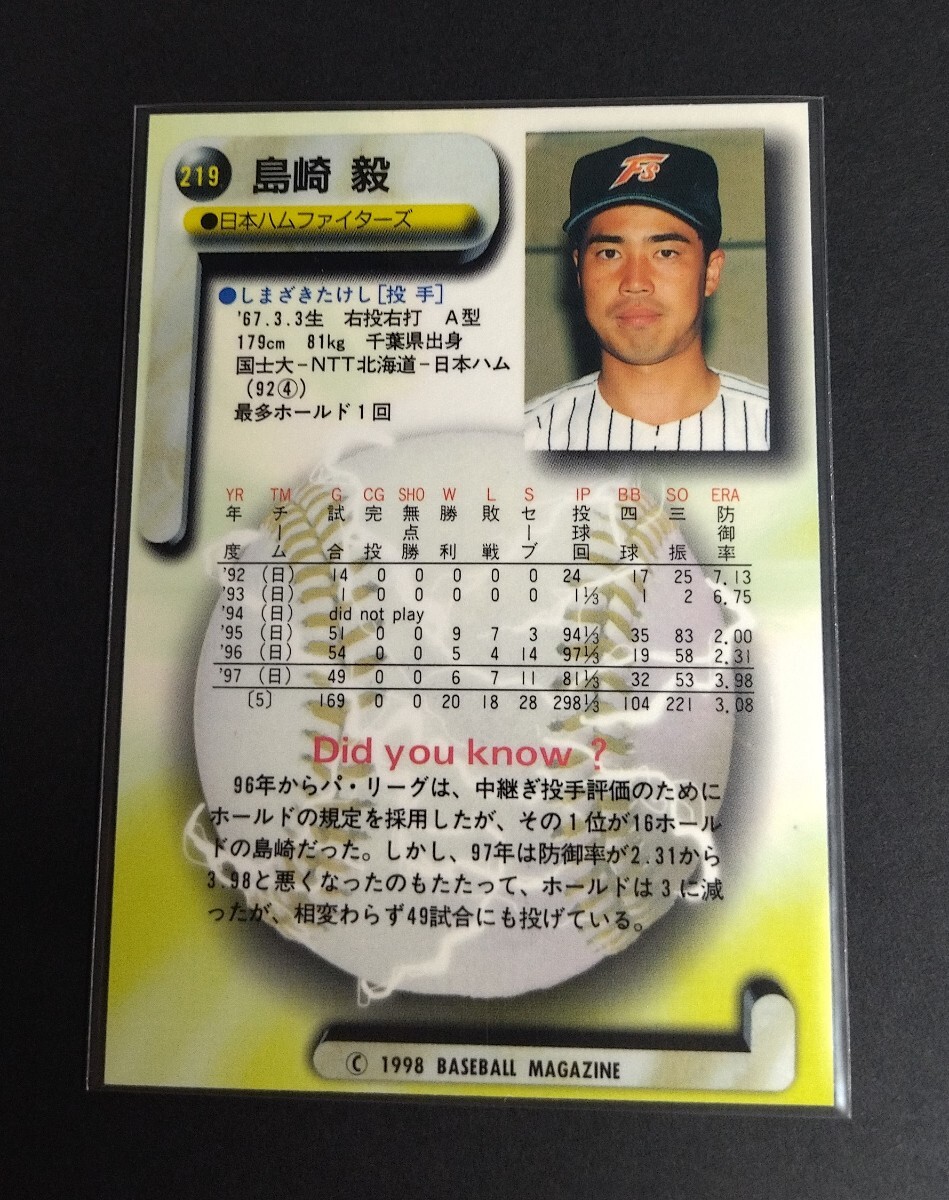 219 島崎 毅
●日本ハムファイターズ
F's
●しまざきたけし[投 手]
'67.3.3生 右投右打 A型
179cm 81kg 千葉県出身
国士大-NTT北海道-日本ハム
(92④)
最多ホールド1回
YR TM G CG SHO W L S IP BB SO ERA
年度 チーム 試合 完投 無点勝 勝利 敗戦 セーブ 投球回 四球 三振 防御率
'92 (日) 14 0 0 0 0 0 24 17 25 7.13
'93 (日) 1 0 0 0 0 0 1⅓ 1 2 6.75
'94 (日) did not play
'95 (日) 51 0 0 9 7 3 94⅓ 35 83 2.00
'96 (日) 54 0 0 5 4 14 97⅓ 19 58 2.31
'97 (日) 49 0 0 6 7 11 81⅓ 32 53 3.98
[5] 169 0 0 20 18 28 298⅓ 104 221 3.08
Did you know ?
96年からパ・リーグは、中継ぎ投手評価のために
ホールドの規定を採用したが、その1位が16ホール
ドの島崎だった。しかし、97年は防御率が2.31から
3.98と悪くなったのもたたって、ホールドは3に減
ったが、相変わらず49試合にも投げている。
© 1998 BASEBALL MAGAZINE